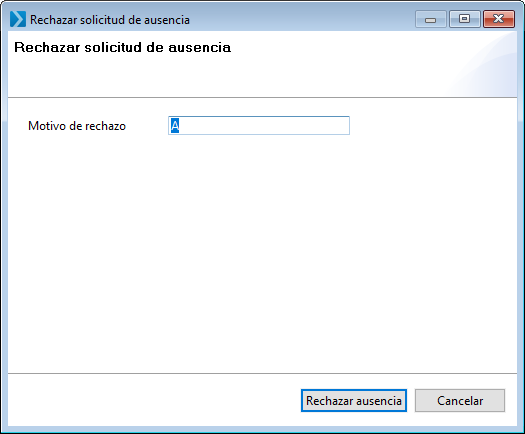 Rechazar solicitud de ausencia
Rechazar solicitud de ausencia
Motivo de rechazo A
Rechazar ausencia Cancelar